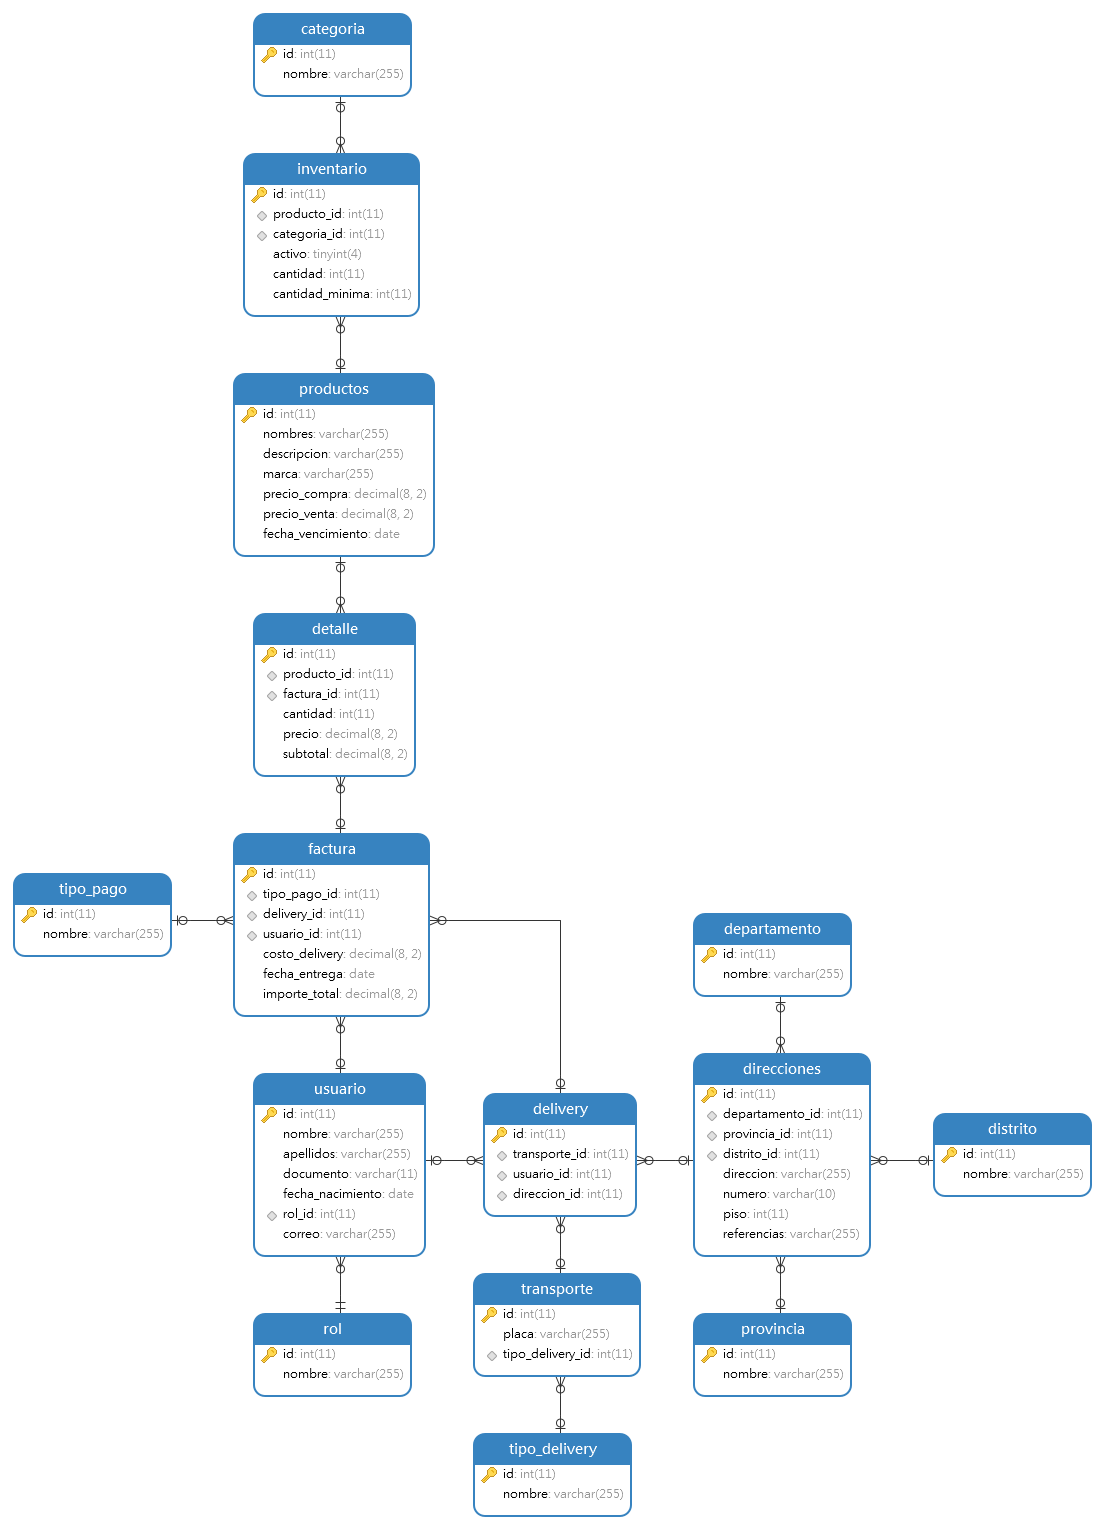 categoria
id: int(11)
nombre: varchar(255)
inventario
id: int(11)
producto_id: int(11)
categoria_id: int(11)
activo: tinyint(4)
cantidad: int(11)
cantidad_minima: int(11)
productos
id: int(11)
nombres: varchar(255)
descripcion: varchar(255)
marca: varchar(255)
precio_compra: decimal(8, 2)
precio_venta: decimal(8, 2)
fecha_vencimiento: date
detalle
id: int(11)
producto_id: int(11)
factura_id: int(11)
cantidad: int(11)
precio: decimal(8, 2)
subtotal: decimal(8, 2)
factura
id: int(11)
tipo_pago_id: int(11)
delivery_id: int(11)
usuario_id: int(11)
costo_delivery: decimal(8, 2)
fecha_entrega: date
importe_total: decimal(8, 2)
tipo_pago
id: int(11)
nombre: varchar(255)
departamento
id: int(11)
nombre: varchar(255)
usuario
id: int(11)
nombre: varchar(255)
apellidos: varchar(255)
documento: varchar(11)
fecha_nacimiento: date
rol_id: int(11)
correo: varchar(255)
delivery
id: int(11)
transporte_id: int(11)
usuario_id: int(11)
direccion_id: int(11)
direcciones
id: int(11)
departamento_id: int(11)
provincia_id: int(11)
distrito_id: int(11)
direccion: varchar(255)
numero: varchar(10)
piso: int(11)
referencias: varchar(255)
distrito
id: int(11)
nombre: varchar(255)
rol
id: int(11)
nombre: varchar(255)
transporte
id: int(11)
placa: varchar(255)
tipo_delivery_id: int(11)
provincia
id: int(11)
nombre: varchar(255)
tipo_delivery
id: int(11)
nombre: varchar(255)